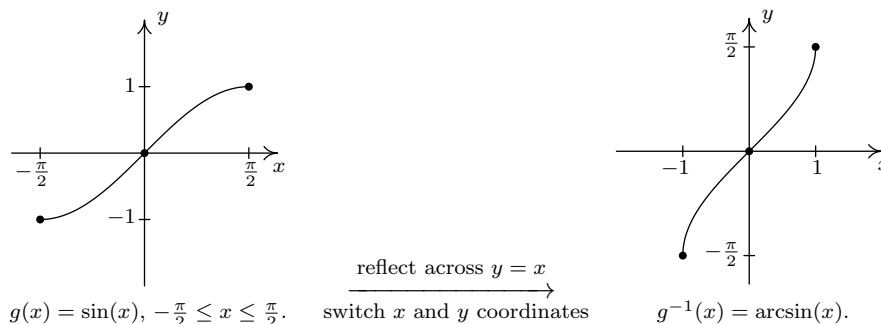 y
1
x
−π/2
π/2
−1
g(x) = sin(x), −π/2 ≤ x ≤ π/2.
reflect across y = x
switch x and y coordinates
y
π/2
−1
1
−π/2
g⁻¹(x) = arcsin(x).